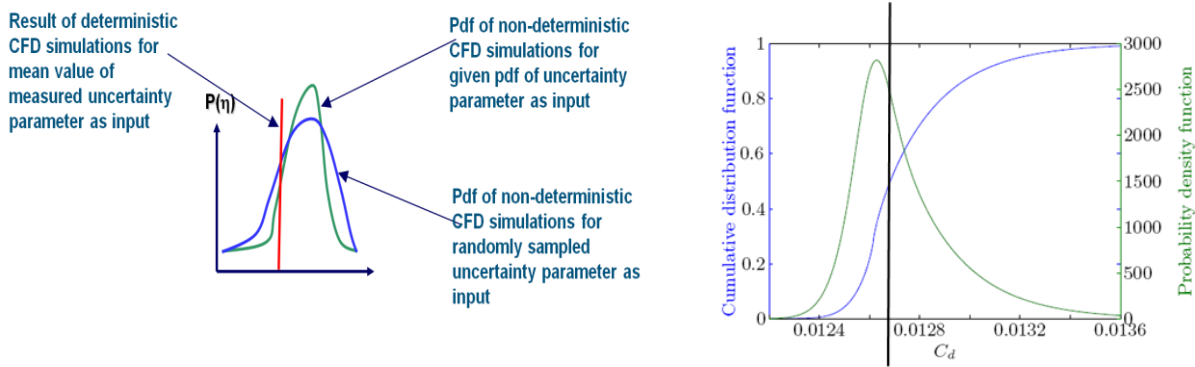 Result of deterministic
CFD simulations for
mean value of
measured uncertainty
parameter as input
P(η)
Pdf of non-deterministic
CFD simulations for
given pdf of uncertainty
parameter as input
Pdf of non-deterministic
CFD simulations for
randomly sampled
uncertainty parameter as
input
Cumulative distribution function
1
0.8
0.6
0.4
0.2
0
0.0124
0.0128
0.0132
0.0136
C_d
3000
2500
2000
1500
1000
500
0
Probability density function